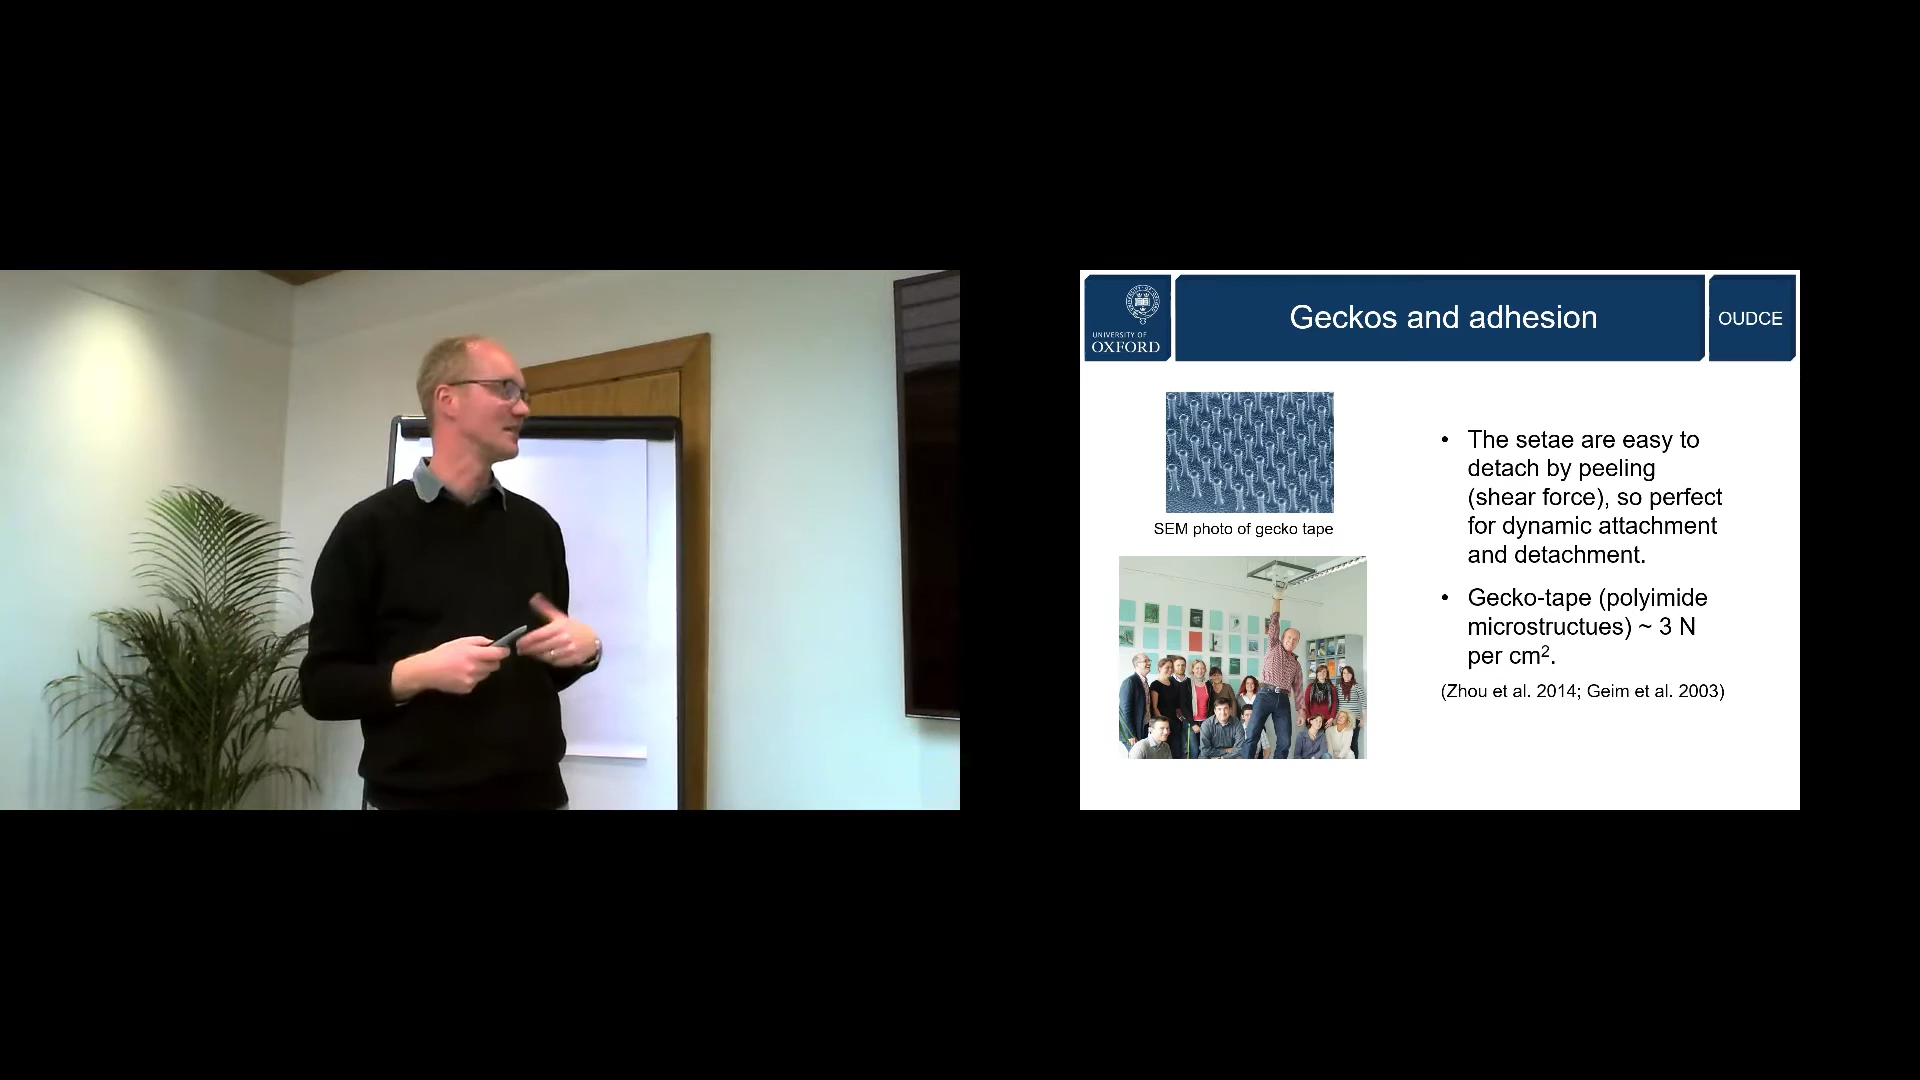 UNIVERSITY OF
OXFORD
Geckos and adhesion
OUDCE
SEM photo of gecko tape
• The setae are easy to
detach by peeling
(shear force), so perfect
for dynamic attachment
and detachment.
• Gecko-tape (polyimide
microstructues) ~ 3 N
per cm².
(Zhou et al. 2014; Geim et al. 2003)